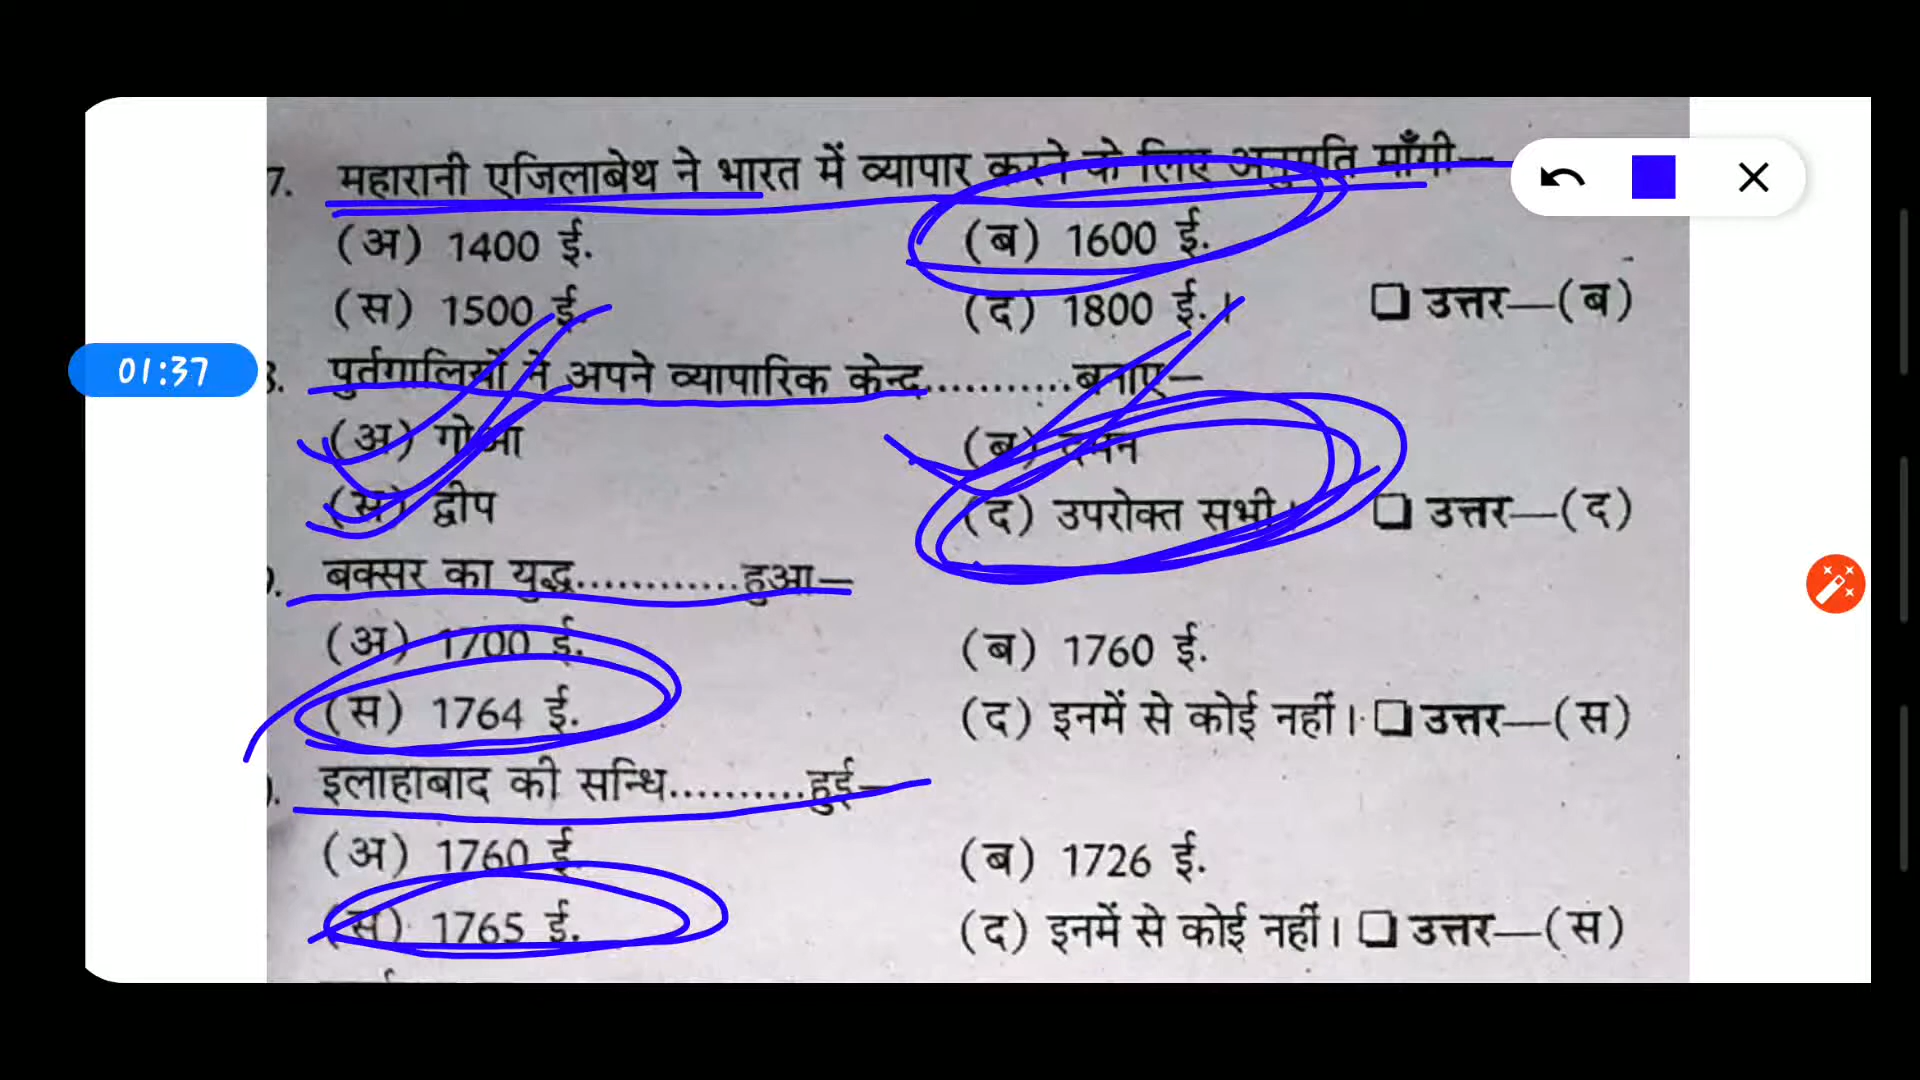 7. महारानी एजिलाबेथ ने भारत में व्यापार करने के लिए अनुमति माँगी—
(अ) 1400 ई. (ब) 1600 ई.
(स) 1500 ई. (द) 1800 ई. । ❑ उत्तर—(ब)
01:37
8. पुर्तगालियों ने अपने व्यापारिक केन्द्र...........बनाए—
(अ) गोआ (ब) दमन
(स) द्वीप (द) उपरोक्त सभी। ❑ उत्तर—(द)
बक्सर का युद्ध............हुआ—
(अ) 1700 ई. (ब) 1760 ई.
(स) 1764 ई. (द) इनमें से कोई नहीं। ❑ उत्तर—(स)
इलाहाबाद की सन्धि..........हुई—
(अ) 1760 ई. (ब) 1726 ई.
(स) 1765 ई. (द) इनमें से कोई नहीं। ❑ उत्तर—(स)